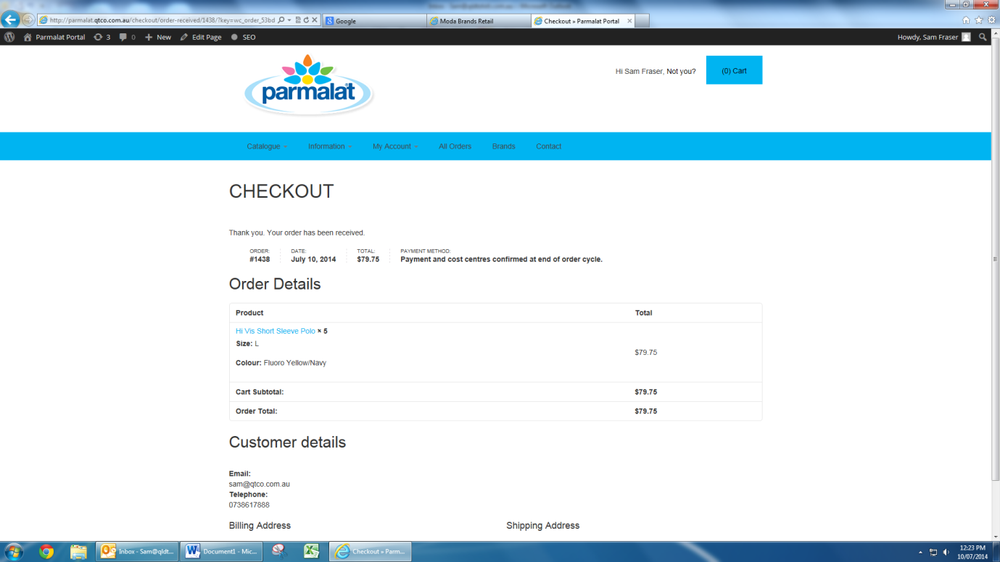 http://parmalat.qtco.com.au/checkout/order-received/1438/?key=wc_order_53bd
Google
Moda Brands Retail
Checkout » Parmalat Portal
Parmalat Portal
3
0
New
Edit Page
SEO
Howdy, Sam Fraser
parmalat
Hi Sam Fraser, Not you?
(0) Cart
Catalogue
Information
My Account
All Orders
Brands
Contact
CHECKOUT
Thank you. Your order has been received.
ORDER:
#1438
DATE:
July 10, 2014
TOTAL:
$79.75
PAYMENT METHOD:
Payment and cost centres confirmed at end of order cycle.
Order Details
Product Total
Hi Vis Short Sleeve Polo × 5
Size: L
$79.75
Colour: Fluoro Yellow/Navy
Cart Subtotal: $79.75
Order Total: $79.75
Customer details
Email:
sam@qtco.com.au
Telephone:
0738617888
Billing Address
Shipping Address
Inbox - Sam@qldt...
Document1 - Mic...
Checkout » Parm...
12:23 PM
10/07/2014